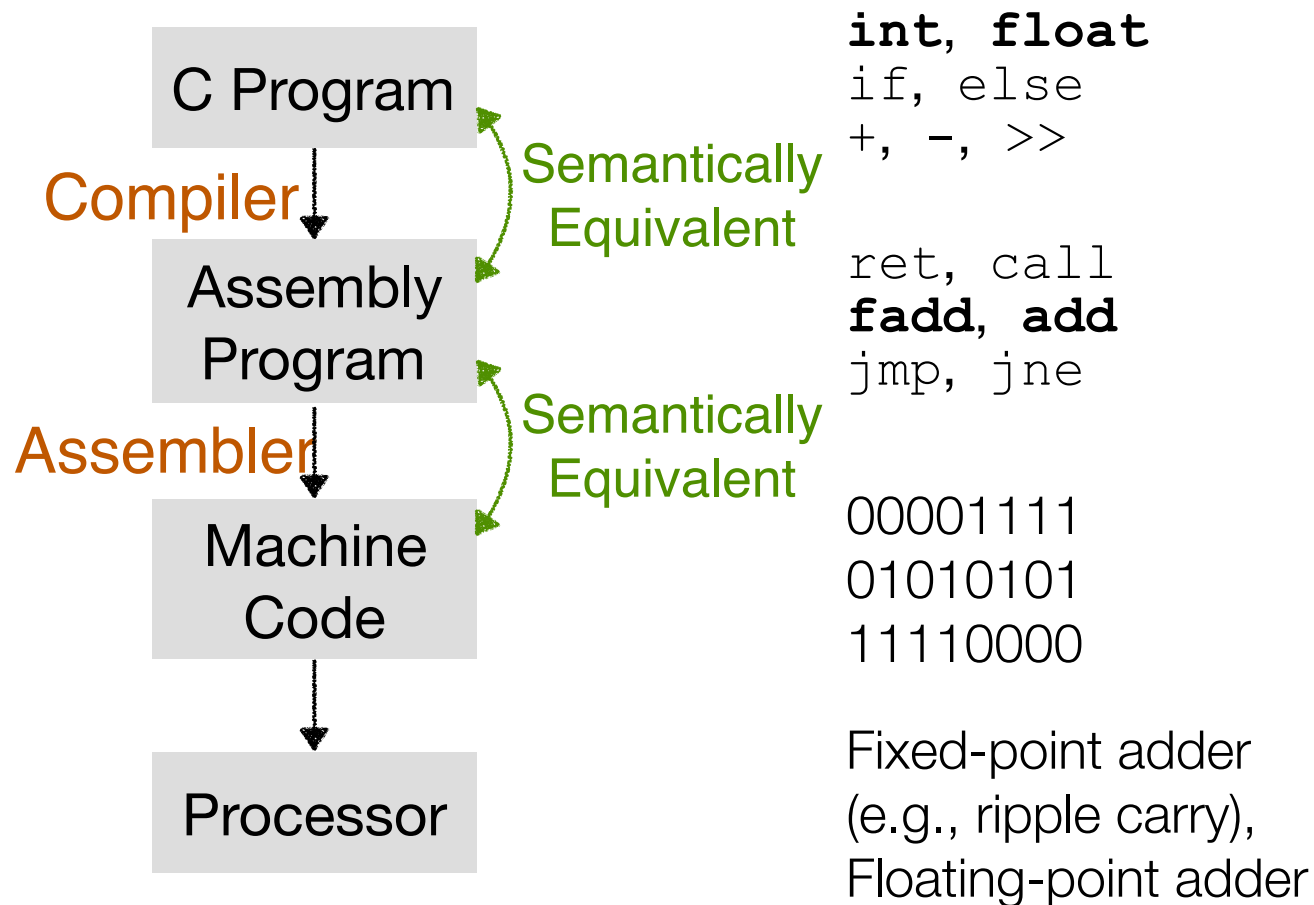 C Program
int, float
if, else
+, -, >>
Compiler
Semantically
Equivalent
Assembly
Program
ret, call
fadd, add
jmp, jne
Assembler
Semantically
Equivalent
Machine
Code
00001111
01010101
11110000
Processor
Fixed-point adder
(e.g., ripple carry),
Floating-point adder